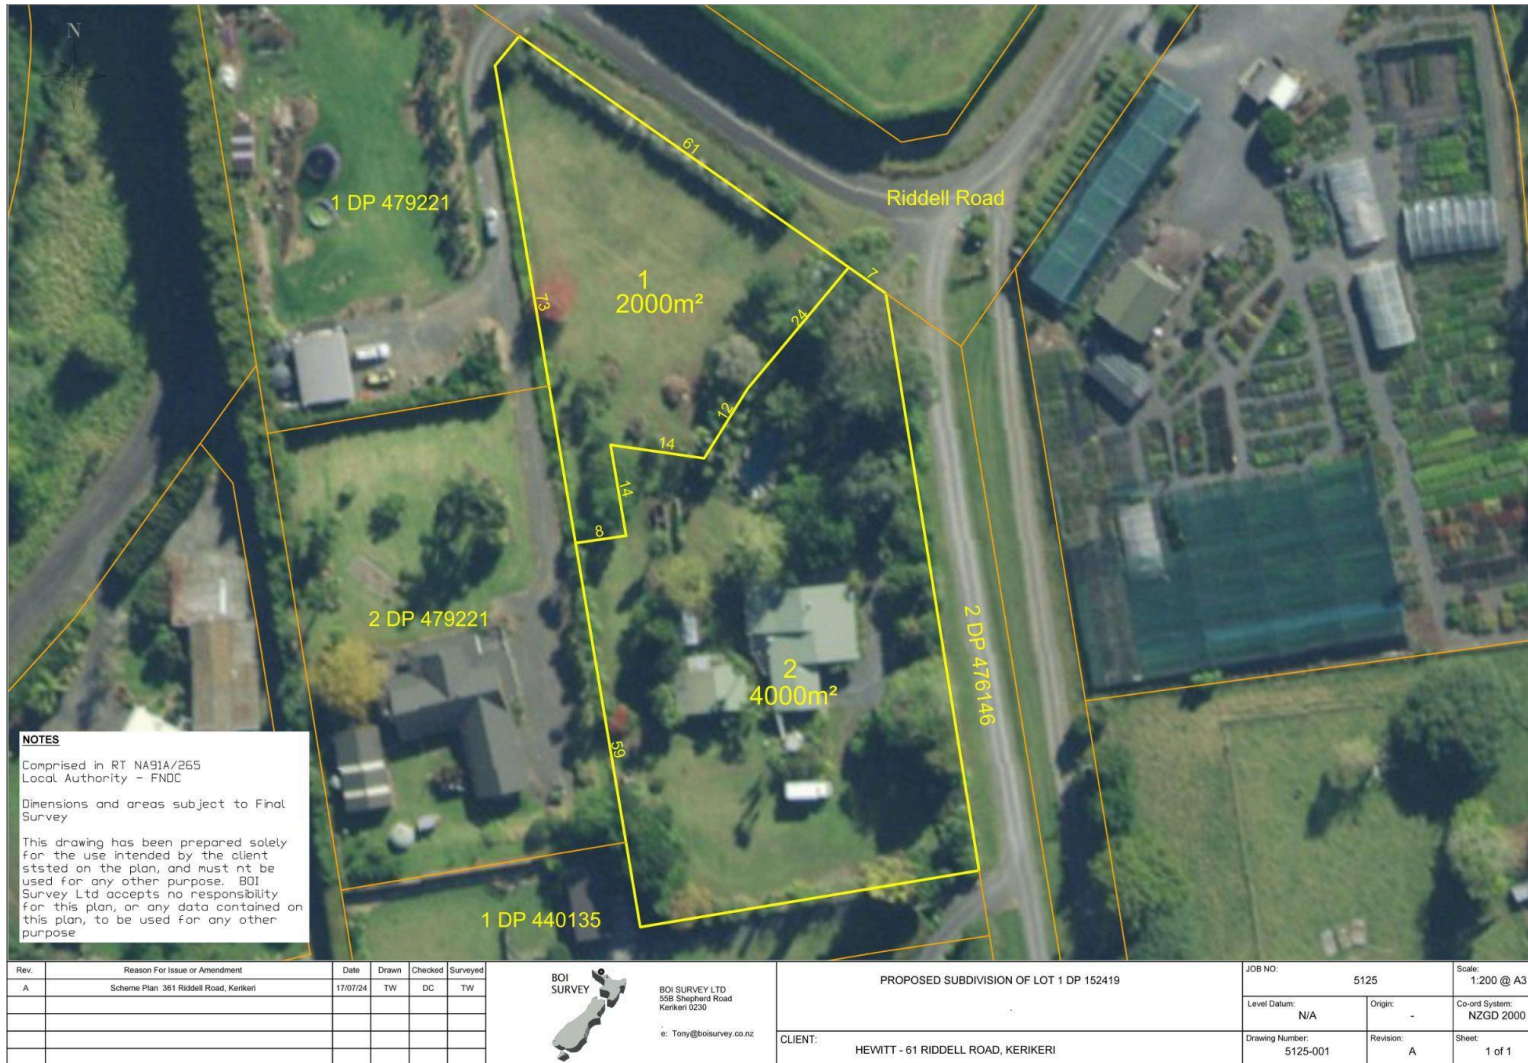 N
61
1 DP 479221
Riddell Road
1
2000m²
7
73
24
12
14
14
8
2 DP 479221
2 DP 476146
2
4000m²
59
1 DP 440135
NOTES
Comprised in RT NA91A/265
Local Authority - FNDC
Dimensions and areas subject to Final
Survey
This drawing has been prepared solely
for the use intended by the client
ststed on the plan, and must nt be
used for any other purpose. BOI
Survey Ltd accepts no responsibility
for this plan, or any data contained on
this plan, to be used for any other
purpose
Rev. Reason For Issue or Amendment Date Drawn Checked Surveyed
A Scheme Plan 361 Riddell Road, Kerikeri 17/07/24 TW DC TW
BOI
SURVEY
BOI SURVEY LTD
55B Shepherd Road
Kerikeri 0230
e: Tony@boisurvey.co.nz
PROPOSED SUBDIVISION OF LOT 1 DP 152419
CLIENT:
HEWITT - 61 RIDDELL ROAD, KERIKERI
JOB NO: 5125
Scale: 1:200 @ A3
Level Datum: N/A
Origin: -
Co-ord System: NZGD 2000
Drawing Number: 5125-001
Revision: A
Sheet: 1 of 1